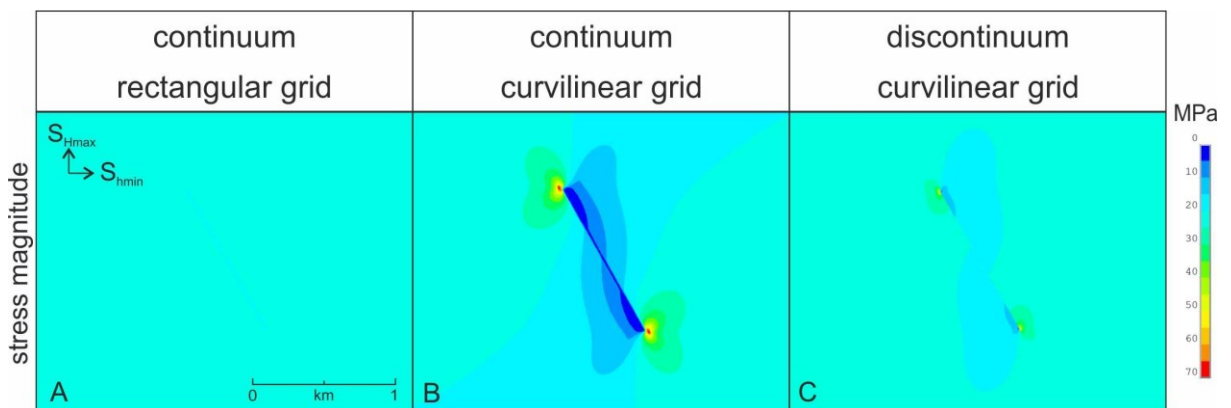 continuum
rectangular grid
continuum
curvilinear grid
discontinuum
curvilinear grid
stress magnitude
SHmax
Shmin
A
0 km 1
B
C
MPa
0
10
20
30
40
50
60
70